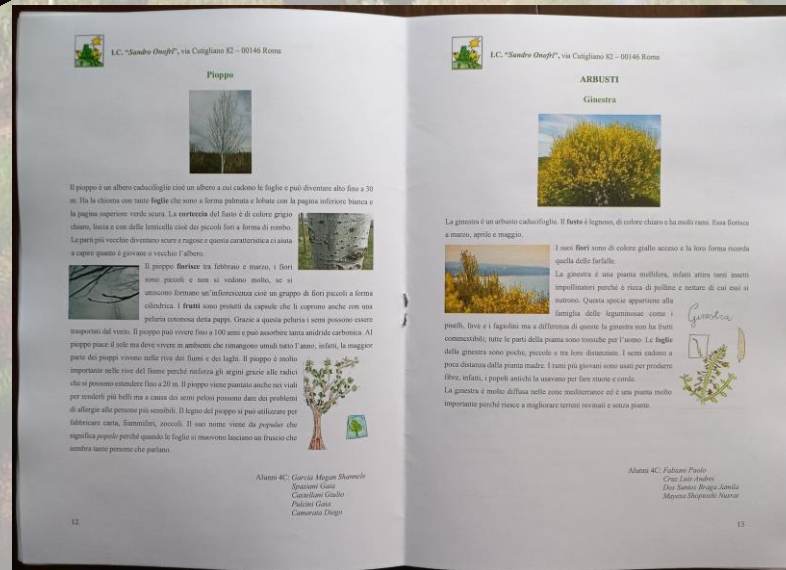 I.C. "Sandro Onofri", via Cutigliano 82 – 00146 Roma
Pioppo
Il pioppo è un albero caducifoglie cioè un albero a cui cadono le foglie e può diventare alto fino a 30
m. Ha la chioma con tante foglie che sono a forma palmata e lobate con la pagina inferiore bianca e
la pagina superiore verde scura. La corteccia del fusto è di colore grigio
chiaro, liscia e con delle lenticelle cioè dei piccoli fori a forma di rombo.
Le parti più vecchie diventano scure e rugose e questa caratteristica ci aiuta
a capire quanto è giovane o vecchio l'albero.
Il pioppo fiorisce tra febbraio e marzo, i fiori
sono piccoli e non si vedono molto, se si
uniscono formano un'inflorescenza cioè un gruppo di fiori piccoli a forma
cilindrica. I frutti sono protetti da capsule che li coprono anche con una
peluria cotonosa detta pappi. Grazie a questa peluria i semi possono essere
trasportati dal vento. Il pioppo può vivere fino a 100 anni e può assorbire tanta anidride carbonica. Al
pioppo piace il sole ma deve vivere in ambienti che rimangono umidi tutto l'anno, infatti, la maggior
parte dei pioppi vivono nelle rive dei fiumi e dei laghi. Il pioppo è molto
importante nelle rive del fiume perché rinforza gli argini grazie alle radici
che si possono estendere fino a 20 m. Il pioppo viene piantato anche nei viali
per renderli più belli ma a causa dei semi pelosi possono dare dei problemi
di allergie alle persone più sensibili. Il legno del pioppo si può utilizzare per
fabbricare carta, fiammiferi, zoccoli. Il suo nome viene da populus che
significa popolo perché quando le foglie si muovono lasciano un fruscio che
sembra tante persone che parlano.
Alunni 4C: Garcia Megan Shannele
Spaziani Gaia
Castellani Giulio
Pulcini Gaia
Camerata Diego
12
I.C. "Sandro Onofri", via Cutigliano 82 – 00146 Roma
ARBUSTI
Ginestra
La ginestra è un arbusto caducifoglie. Il fusto è legnoso, di colore chiaro e ha molti rami. Essa fiorisce
a marzo, aprile e maggio.
I suoi fiori sono di colore giallo acceso e la loro forma ricorda
quella delle farfalle.
La ginestra è una pianta mellifera, infatti attira tanti insetti
impollinatori perché è ricca di polline e nettare di cui essi si
nutrono. Questa specie appartiene alla
famiglia delle leguminosae come i
piselli, fave e i fagiolini ma a differenza di queste la ginestra non ha frutti
commestibili; tutte le parti della pianta sono tossiche per l'uomo. Le foglie
della ginestra sono poche, piccole e tra loro distanziate. I semi cadono a
poca distanza dalla pianta madre. I rami più giovani sono usati per produrre
fibre, infatti, i popoli antichi la usavano per fare stuoie e corde.
La ginestra è molto diffusa nelle zone mediterranee ed è una pianta molto
importante perché riesce a migliorare terreni rovinati e senza piante.
Ginestra
Alunni 4C: Fabiani Paolo
Cruz Luis Andrei
Dos Santos Braga Jamila
Nusrat
13